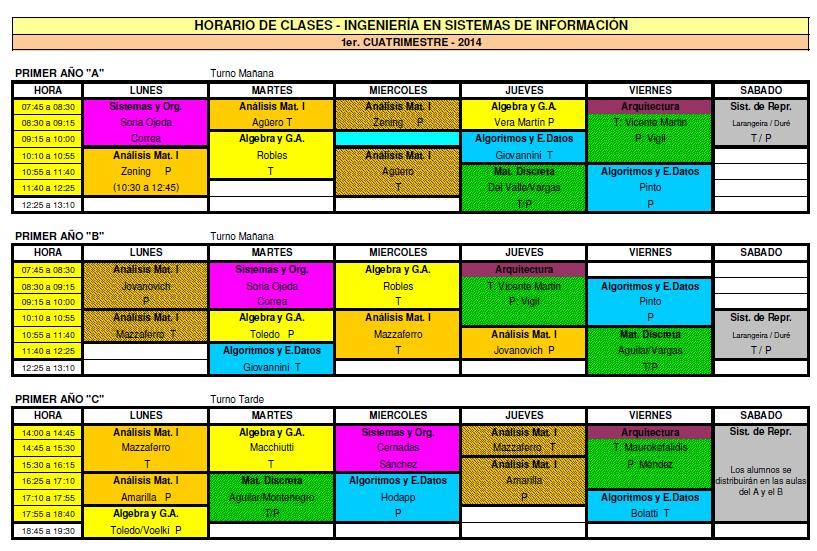 HORARIO DE CLASES - INGENIERÍA EN SISTEMAS DE INFORMACIÓN
1er. CUATRIMESTRE - 2014
PRIMER AÑO "A" Turno Mañana
HORA LUNES MARTES MIERCOLES JUEVES VIERNES SABADO
07:45 a 08:30 Sistemas y Org. Análisis Mat. I Análisis Mat. I Algebra y G.A. Arquitectura Sist. de Repr.
08:30 a 09:15 Soria Ojeda Agüero T Zening P Vera Martín P T: Vicente Martin Larangeira / Duré
09:15 a 10:00 Correa Algebra y G.A. Algoritmos y E.Datos P: Vigil T / P
10:10 a 10:55 Análisis Mat. I Robles Análisis Mat. I Giovannini T
10:55 a 11:40 Zening P T Agüero Mat. Discreta Algoritmos y E.Datos
11:40 a 12:25 (10:30 a 12:45) T Del Valle/Vargas Pinto
12:25 a 13:10 T/P P
PRIMER AÑO "B" Turno Mañana
HORA LUNES MARTES MIERCOLES JUEVES VIERNES SABADO
07:45 a 08:30 Análisis Mat. I Sistemas y Org. Algebra y G.A. Arquitectura
08:30 a 09:15 Jovanovich Soria Ojeda Robles T: Vicente Martin Algoritmos y E.Datos
09:15 a 10:00 P Correa T P: Vigil Pinto
10:10 a 10:55 Análisis Mat. I Algebra y G.A. Análisis Mat. I P Sist. de Repr.
10:55 a 11:40 Mazzaferro T Toledo P Mazzaferro Análisis Mat. I Mat. Discreta Larangeira / Duré
11:40 a 12:25 Algoritmos y E.Datos T Jovanovich P Aguilar/Vargas T / P
12:25 a 13:10 Giovannini T T/P
PRIMER AÑO "C" Turno Tarde
HORA LUNES MARTES MIERCOLES JUEVES VIERNES SABADO
14:00 a 14:45 Análisis Mat. I Algebra y G.A. Sistemas y Org. Análisis Mat. I Arquitectura Sist. de Repr.
14:45 a 15:30 Mazzaferro Macchiutti Cernadas Mazzaferro T T: Mauroketalidis
15:30 a 16:15 T T Sánchez Análisis Mat. I P: Méndez Los alumnos se
16:25 a 17:10 Análisis Mat. I Mat. Discreta Algoritmos y E.Datos Amarilla distribuirán en las aulas
17:10 a 17:55 Amarilla P Aguilar/Montenegro Hodapp P Algoritmos y E.Datos del A y el B
17:55 a 18:40 Algebra y G.A. T/P P Bolatti T
18:45 a 19:30 Toledo/Voelkl P